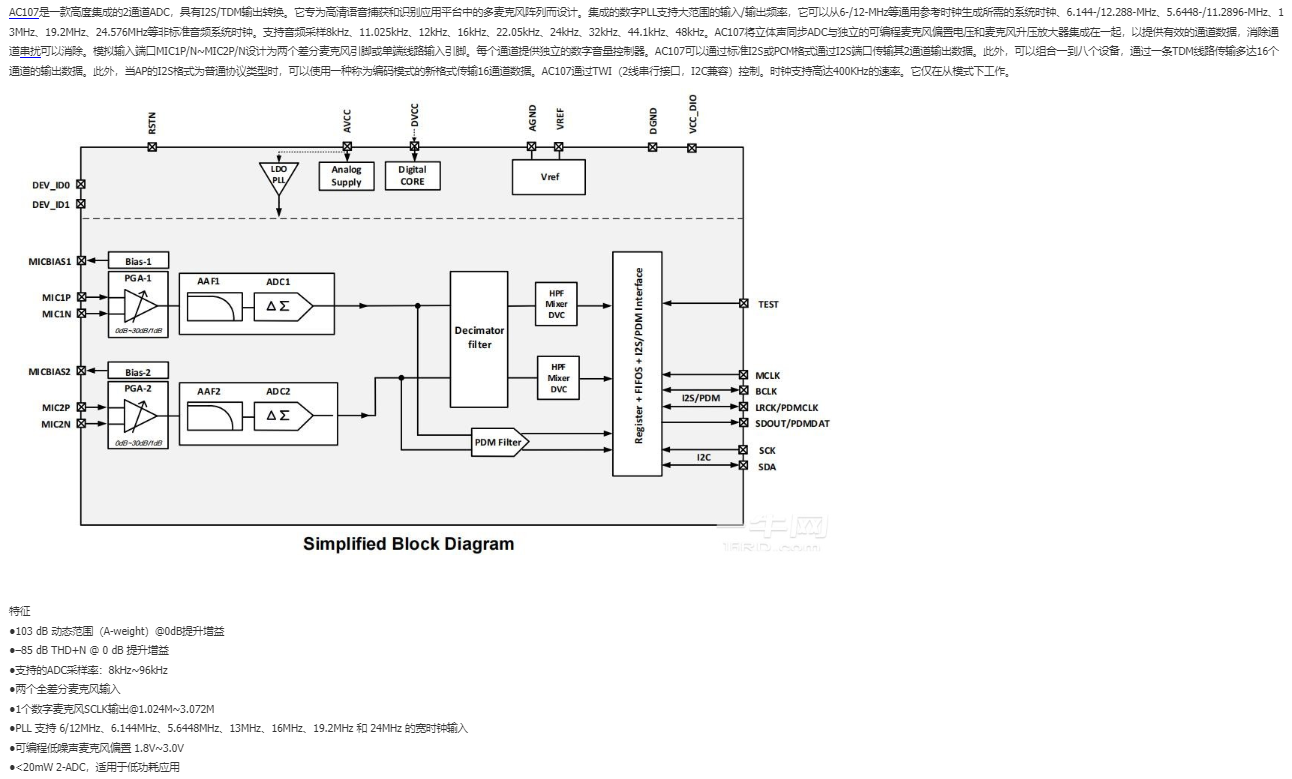 AC107是一款高度集成的2通道ADC，具有I2S/TDM输出转换。它专为高清语音捕获和识别应用平台中的多麦克风阵列而设计。集成的数字PLL支持大范围的输入/输出频率，它可以从6-/12-MHz等通用参考时钟生成所需的系统时钟、6.144-/12.288-MHz、5.6448-/11.2896-MHz、1
3MHz、19.2MHz、24.576MHz等非标准音频系统时钟。支持音频采样8kHz、11.025kHz、12kHz、16kHz、22.05kHz、24kHz、32kHz、44.1kHz、48kHz。AC107将立体声同步ADC与独立的可编程麦克风偏置电压和麦克风升压放大器集成在一起，以提供有效的通道数据，消除通
道串扰可以消除。模拟输入端口MIC1P/N~MIC2P/N设计为两个差分麦克风引脚或单端线路输入引脚。每个通道提供独立的数字音量控制器。AC107可以通过标准I2S或PCM格式通过I2S端口传输其2通道输出数据。此外，可以组合一到八个设备，通过一条TDM线路传输多达16个
通道的输出数据。此外，当AP的I2S格式为普通协议类型时，可以使用一种称为编码模式的新格式传输16通道数据。AC107通过TWI（2线串行接口，I2C兼容）控制。时钟支持高达400KHz的速率。它仅在从模式下工作。
RSTN
AVCC
DVCC
AGND
VREF
DGND
VCC_DIO
LDO
PLL
Analog
Supply
Digital
CORE
Vref
DEV_ID0
DEV_ID1
MICBIAS1
Bias-1
PGA-1
AAF1
ADC1
MIC1P
MIC1N
ΔΣ
0dB~30dB/1dB
MICBIAS2
Bias-2
PGA-2
AAF2
ADC2
MIC2P
MIC2N
ΔΣ
0dB~30dB/1dB
Decimator
filter
HPF
Mixer
DVC
HPF
Mixer
DVC
PDM Filter
Register + FIFOS + I2S/PDM Interface
TEST
MCLK
BCLK
I2S/PDM
LRCK/PDMCLK
SDOUT/PDMDAT
SCK
I2C
SDA
一牛网
16RD.com
Simplified Block Diagram
特征
●103 dB 动态范围（A-weight）@0dB提升增益
●–85 dB THD+N @ 0 dB 提升增益
●支持的ADC采样率：8kHz~96kHz
●两个全差分麦克风输入
●1个数字麦克风SCLK输出@1.024M~3.072M
●PLL 支持 6/12MHz、6.144MHz、5.6448MHz、13MHz、16MHz、19.2MHz 和 24MHz 的宽时钟输入
●可编程低噪声麦克风偏置 1.8V~3.0V
●<20mW 2-ADC，适用于低功耗应用